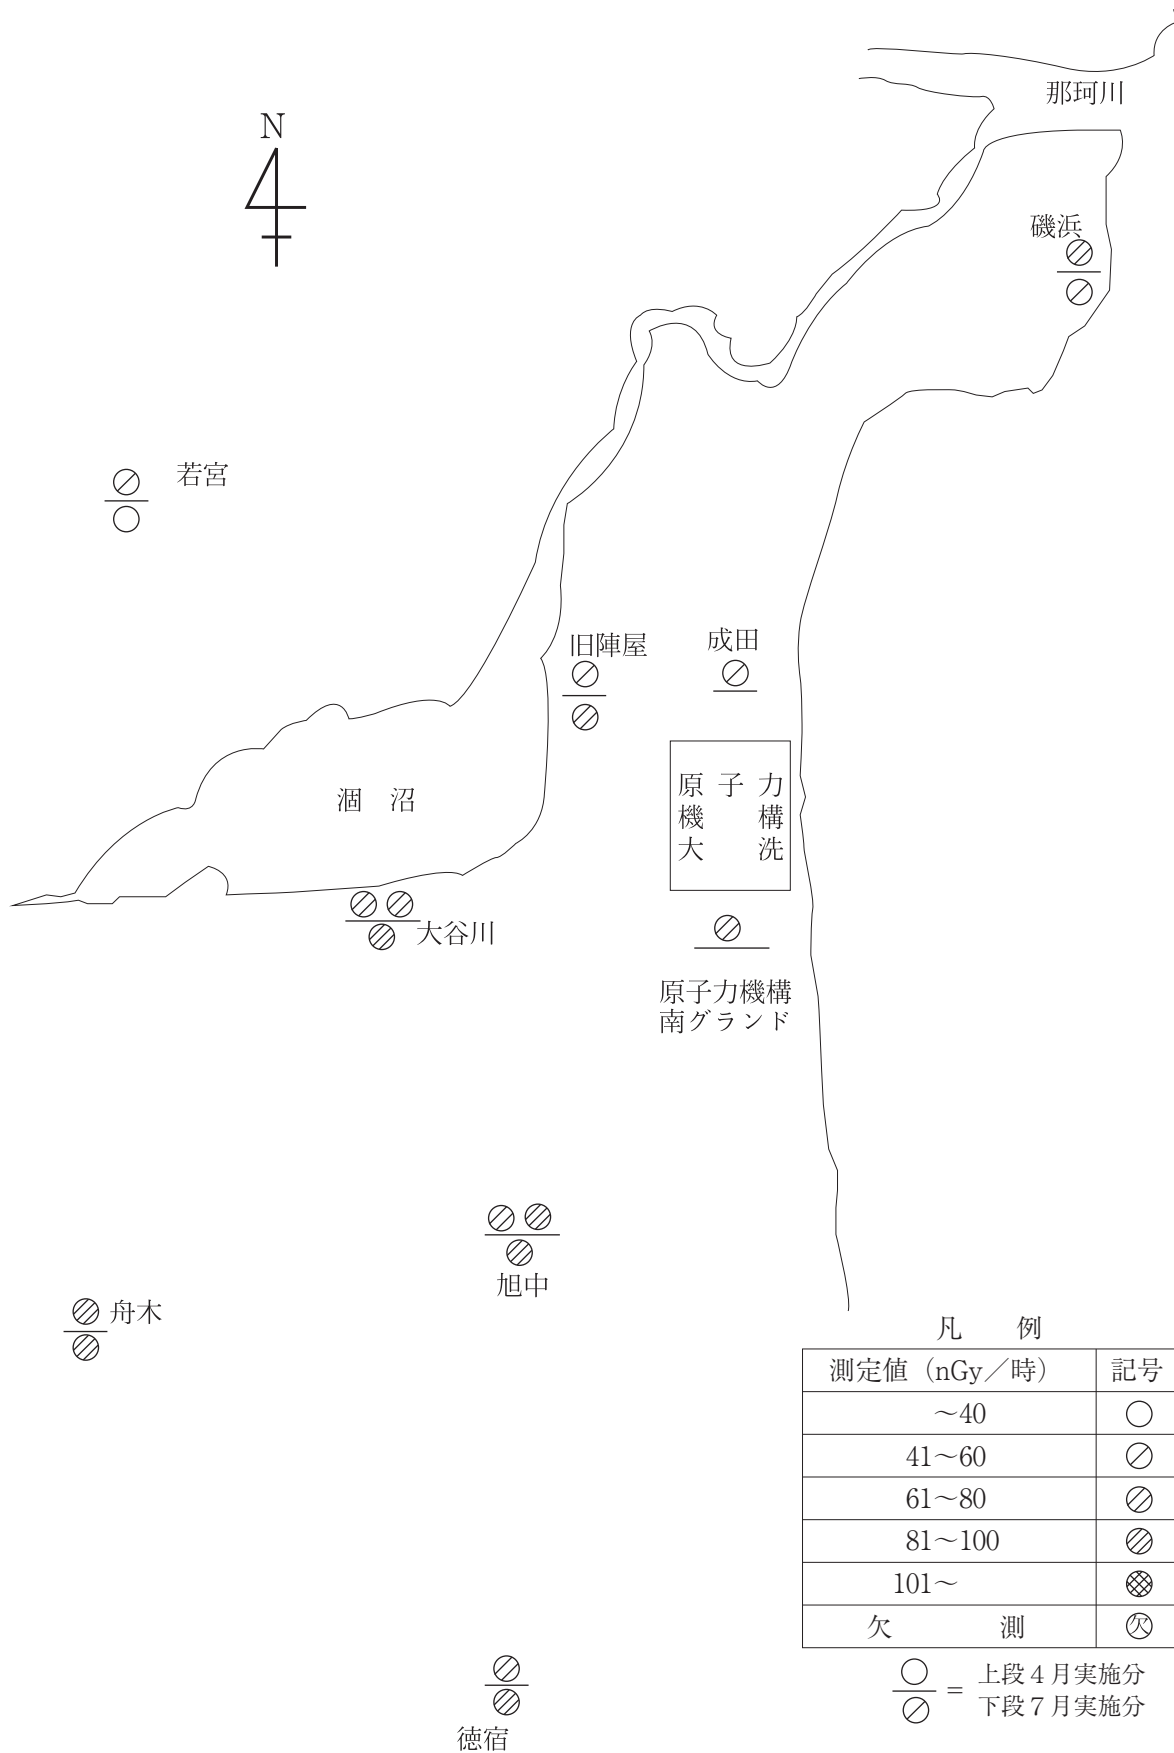 那珂川
N
磯浜
若宮
旧陣屋
成田
原子力
機構
大洗
涸沼
大谷川
原子力機構
南グランド
旭中
舟木
凡例
測定値（nGy／時） 記号
～40
41～60
61～80
81～100
101～
欠測 欠
= 上段４月実施分
下段７月実施分
徳宿